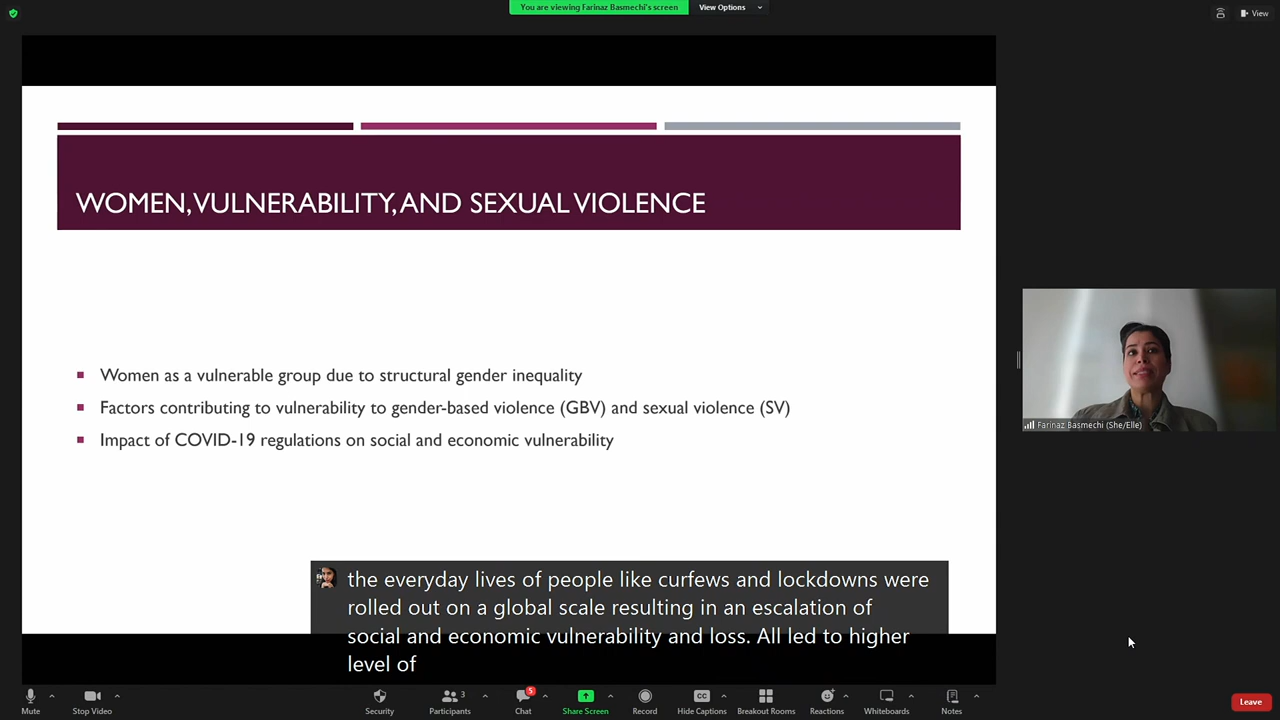 You are viewing Farinaz Basmechi's screen
View Options
View
WOMEN, VULNERABILITY, AND SEXUAL VIOLENCE
Women as a vulnerable group due to structural gender inequality
Factors contributing to vulnerability to gender-based violence (GBV) and sexual violence (SV)
Impact of COVID-19 regulations on social and economic vulnerability
Farinaz Basmechi (She/Elle)
the everyday lives of people like curfews and lockdowns were
rolled out on a global scale resulting in an escalation of
social and economic vulnerability and loss. All led to higher
level of
Mute
Stop Video
Security
Participants
3
Chat
5
Share Screen
Record
CC
Hide Captions
Breakout Rooms
Reactions
Whiteboards
Notes
Leave